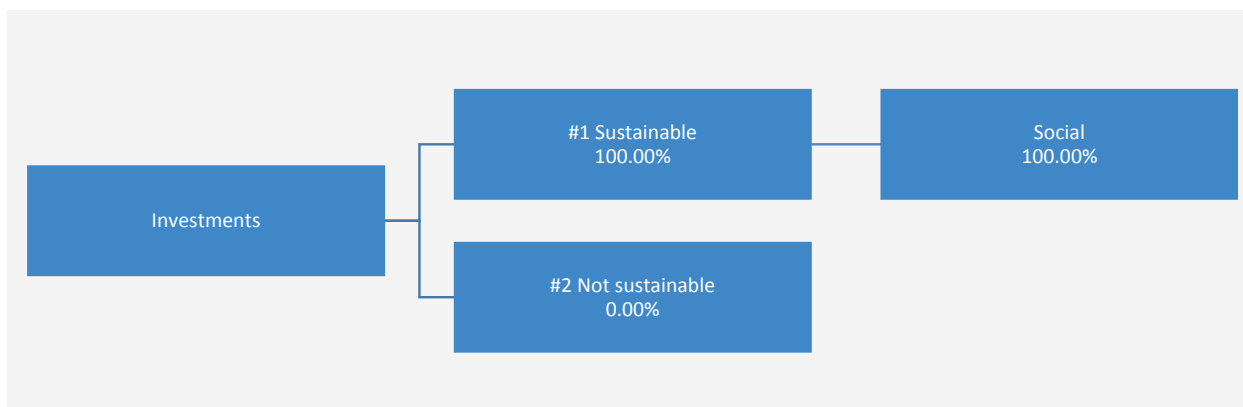 Investments
#1 Sustainable
100.00%
Social
100.00%
#2 Not sustainable
0.00%